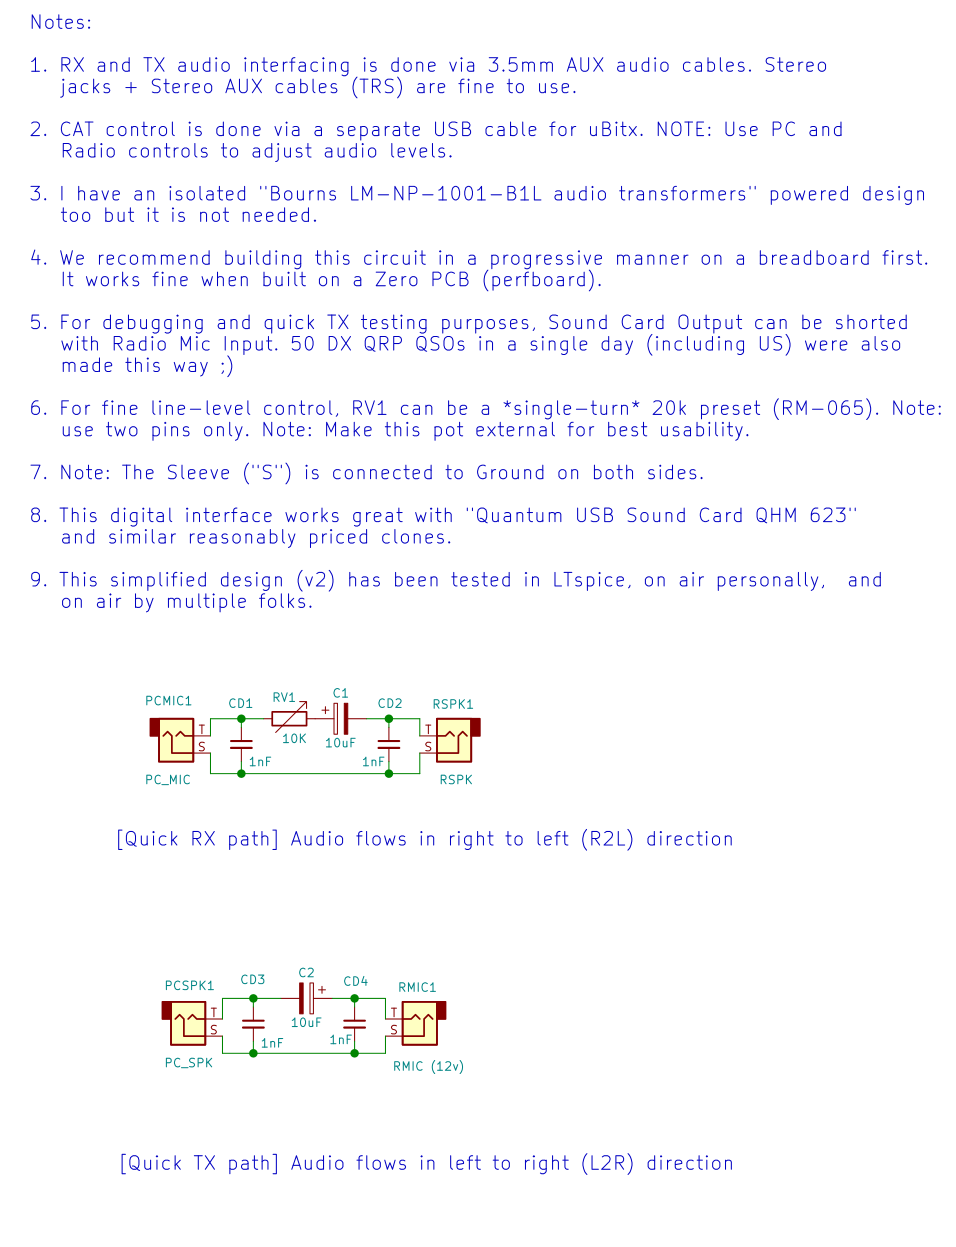 Notes:
1. RX and TX audio interfacing is done via 3.5mm AUX audio cables. Stereo
jacks + Stereo AUX cables (TRS) are fine to use.
2. CAT control is done via a separate USB cable for uBitx. NOTE: Use PC and
Radio controls to adjust audio levels.
3. I have an isolated "Bourns LM-NP-1001-B1L audio transformers" powered design
too but it is not needed.
4. We recommend building this circuit in a progressive manner on a breadboard first.
It works fine when built on a Zero PCB (perfboard).
5. For debugging and quick TX testing purposes, Sound Card Output can be shorted
with Radio Mic Input. 50 DX QRP QSOs in a single day (including US) were also
made this way ;)
6. For fine line-level control, RV1 can be a *single-turn* 20k preset (RM-065). Note:
use two pins only. Note: Make this pot external for best usability.
7. Note: The Sleeve ("S") is connected to Ground on both sides.
8. This digital interface works great with "Quantum USB Sound Card QHM 623"
and similar reasonably priced clones.
9. This simplified design (v2) has been tested in LTspice, on air personally,  and
on air by multiple folks.
PCMIC1 CD1 RV1 C1 CD2 RSPK1
T + T
S 10K 10uF S
1nF 1nF
PC_MIC RSPK
[Quick RX path] Audio flows in right to left (R2L) direction
PCSPK1 CD3 C2 CD4 RMIC1
T + T
S 10uF S
1nF 1nF
PC_SPK RMIC (12v)
[Quick TX path] Audio flows in left to right (L2R) direction